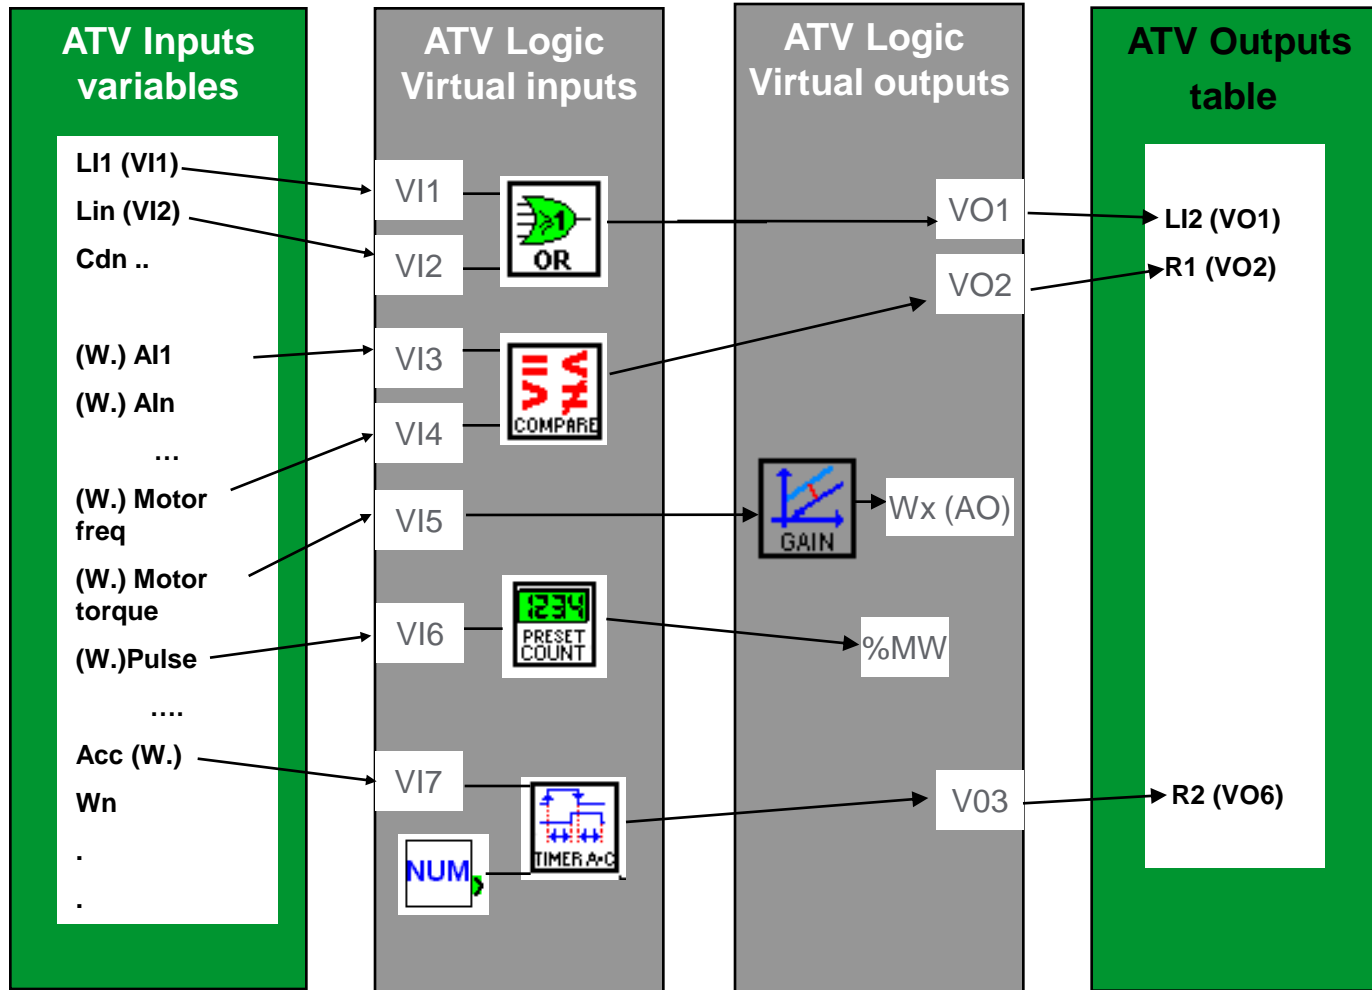 ATV Inputs
variables
LI1 (VI1)
Lin (VI2)
Cdn ..
(W.) AI1
(W.) AIn
...
(W.) Motor
freq
(W.) Motor
torque
(W.)Pulse
....
Acc (W.)
Wn
.
.
ATV Logic
Virtual inputs
VI1
VI2
VI3
VI4
VI5
VI6
VI7
≥1
OR
= <
> ≠
COMPARE
1234
PRESET
COUNT
TIMER A•C
NUM
ATV Logic
Virtual outputs
VO1
VO2
GAIN
Wx (AO)
%MW
V03
ATV Outputs
table
LI2 (VO1)
R1 (VO2)
R2 (VO6)